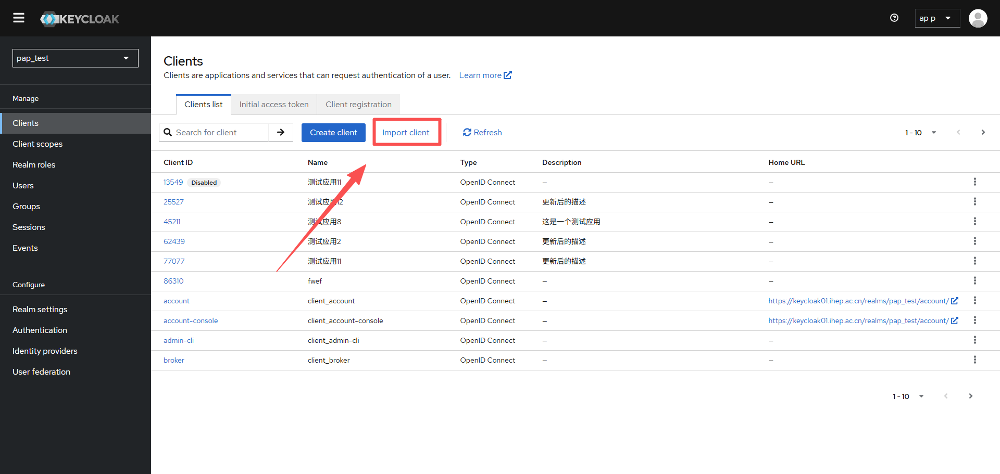 KEYCLOAK
ap p
pap_test
Manage
Clients
Client scopes
Realm roles
Users
Groups
Sessions
Events
Configure
Realm settings
Authentication
Identity providers
User federation
Clients
Clients are applications and services that can request authentication of a user. Learn more
Clients list Initial access token Client registration
Search for client Create client Import client Refresh 1 - 10
Client ID Name Type Description Home URL
13549 Disabled 测试应用11 OpenID Connect – –
25527 测试应用12 OpenID Connect 更新后的描述 –
45211 测试应用8 OpenID Connect 这是一个测试应用 –
62439 测试应用2 OpenID Connect 更新后的描述 –
77077 测试应用11 OpenID Connect 更新后的描述 –
86310 fwef OpenID Connect – –
account client_account OpenID Connect – https://keycloak01.ihep.ac.cn/realms/pap_test/account/
account-console client_account-console OpenID Connect – https://keycloak01.ihep.ac.cn/realms/pap_test/account/
admin-cli client_admin-cli OpenID Connect – –
broker client_broker OpenID Connect – –
1 - 10